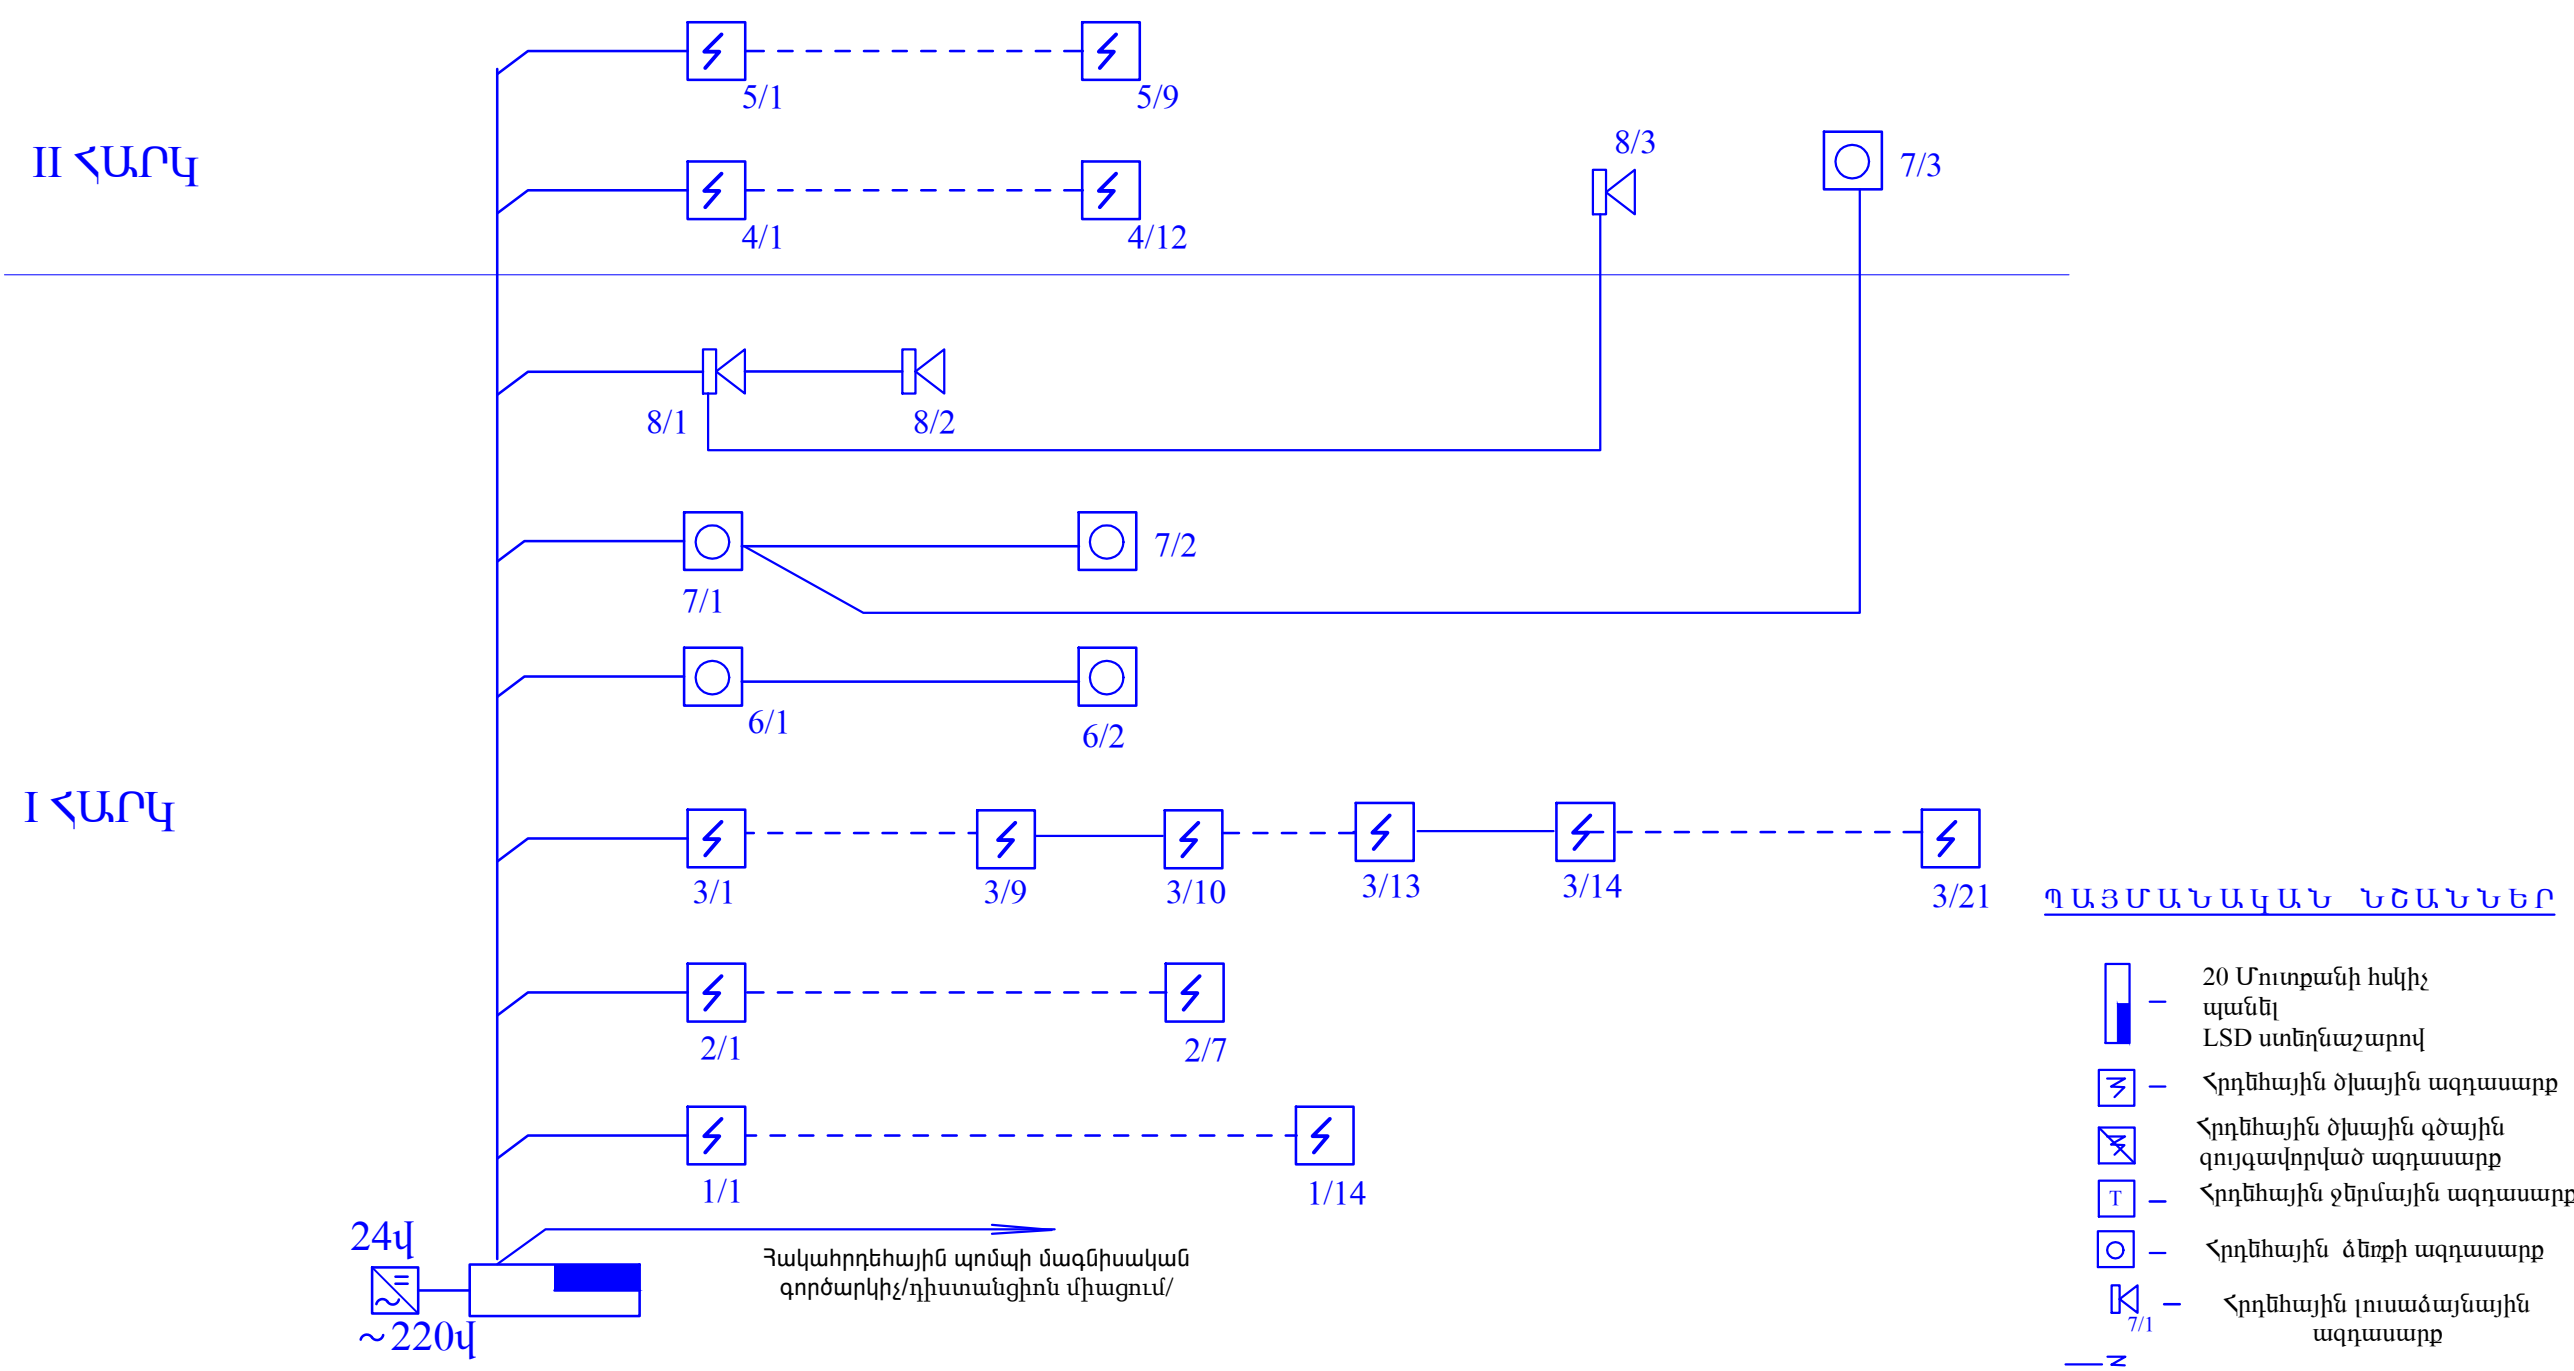 5/1
5/9
II ՀԱՐԿ
8/3
7/3
4/1
4/12
8/1
8/2
7/2
7/1
6/1
6/2
I ՀԱՐԿ
3/1
3/9
3/10
3/13
3/14
3/21
2/1
2/7
1/1
1/14
24վ
~220վ
Հակահրդեհային պոմպի մագնիսական
գործարկիչ/դիստանցիոն միացում/
ՊԱՅՄԱՆԱԿԱՆ ՆՇԱՆՆԵՐ
20 Մուտքանի հսկիչ
պանել
LSD ստեղնաշարով
Հրդեհային ծխային ազդասարք
Հրդեհային ծխային գծային
զույգավորված ազդասարք
T
Հրդեհային ջերմային ազդասարք
Հրդեհային ձեռքի ազդասարք
7/1
Հրդեհային լուսաձայնային
ազդասարք